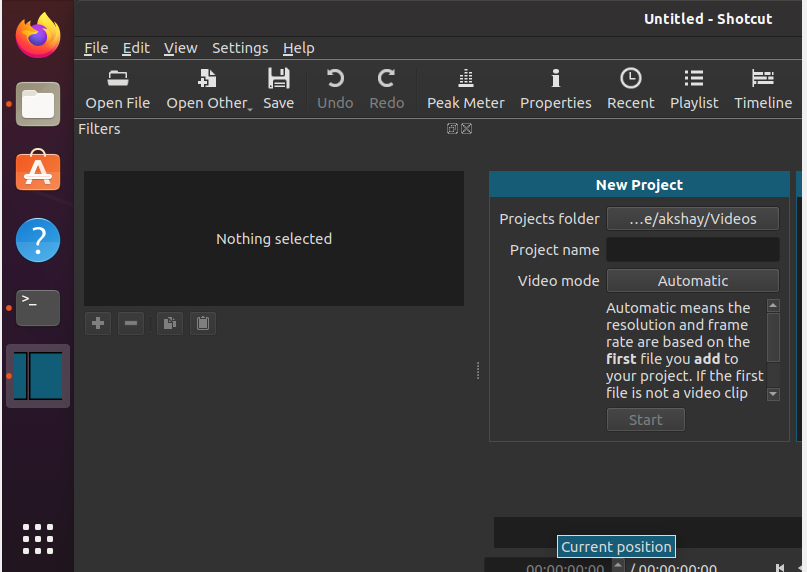 Untitled - Shotcut
File Edit View Settings Help
Open File Open Other Save Undo Redo Peak Meter Properties Recent Playlist Timeline
Filters
Nothing selected
New Project
Projects folder ...e/akshay/Videos
Project name
Video mode Automatic
Automatic means the
resolution and frame
rate are based on the
first file you add to
your project. If the first
file is not a video clip
Start
Current position
00:00:00:00 / 00:00:00:00
>_
?